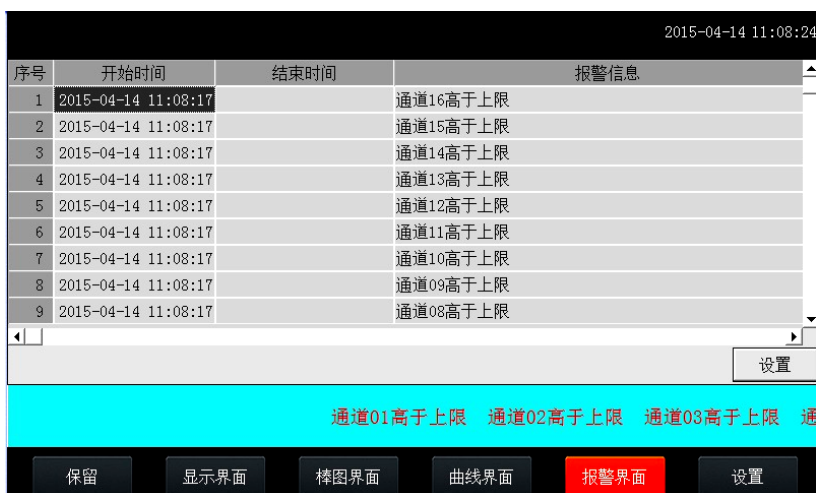 2015-04-14 11:08:24
序号 开始时间 结束时间 报警信息
1 2015-04-14 11:08:17 通道16高于上限
2 2015-04-14 11:08:17 通道15高于上限
3 2015-04-14 11:08:17 通道14高于上限
4 2015-04-14 11:08:17 通道13高于上限
5 2015-04-14 11:08:17 通道12高于上限
6 2015-04-14 11:08:17 通道11高于上限
7 2015-04-14 11:08:17 通道10高于上限
8 2015-04-14 11:08:17 通道09高于上限
9 2015-04-14 11:08:17 通道08高于上限
设置
通道01高于上限 通道02高于上限 通道03高于上限 通
保留 显示界面 棒图界面 曲线界面 报警界面 设置